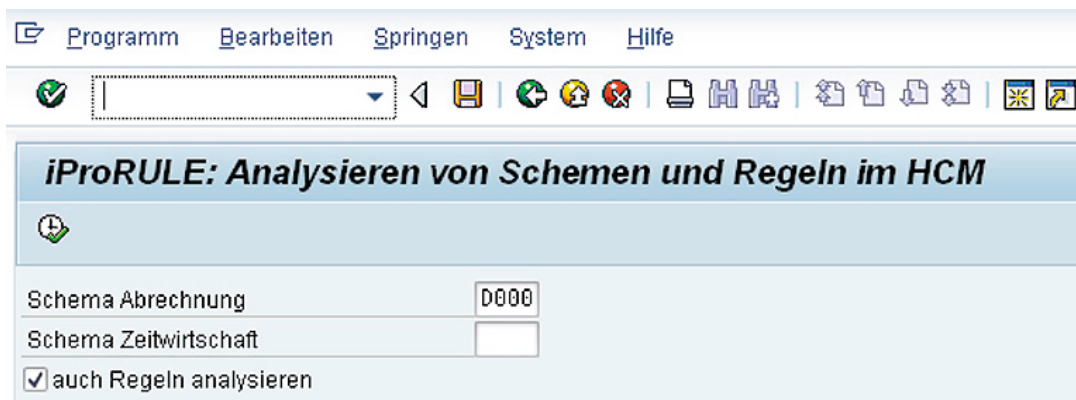 Programm Bearbeiten Springen System Hilfe
iProRULE: Analysieren von Schemen und Regeln im HCM
Schema Abrechnung D000
Schema Zeitwirtschaft
auch Regeln analysieren